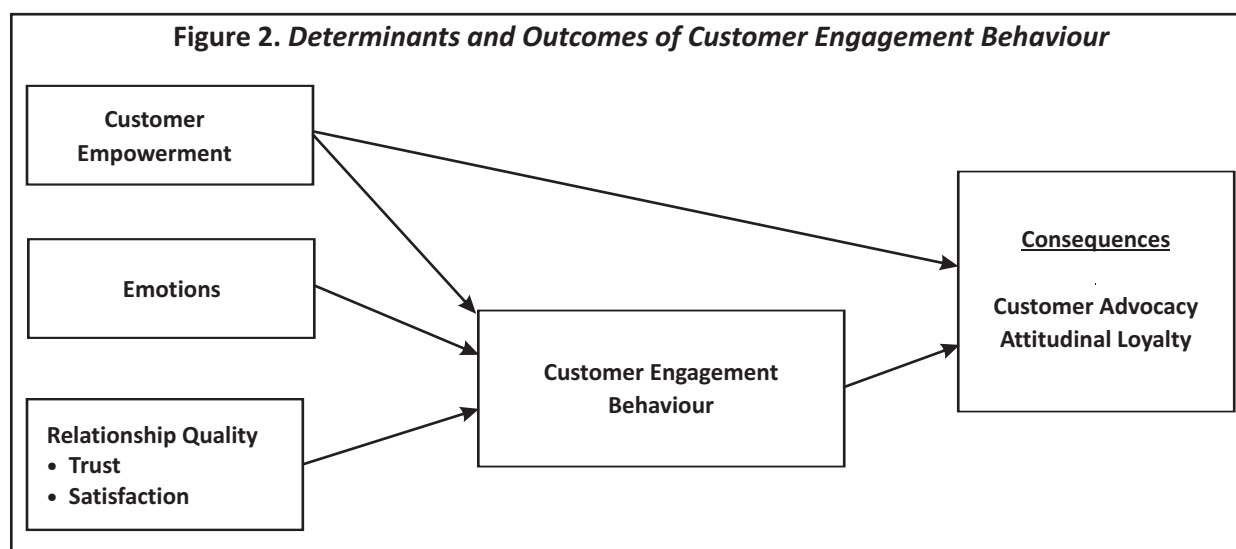 Figure 2. Determinants and Outcomes of Customer Engagement Behaviour
Customer
Empowerment
Emotions
Relationship Quality
• Trust
• Satisfaction
Customer Engagement
Behaviour
Consequences
Customer Advocacy
Attitudinal Loyalty